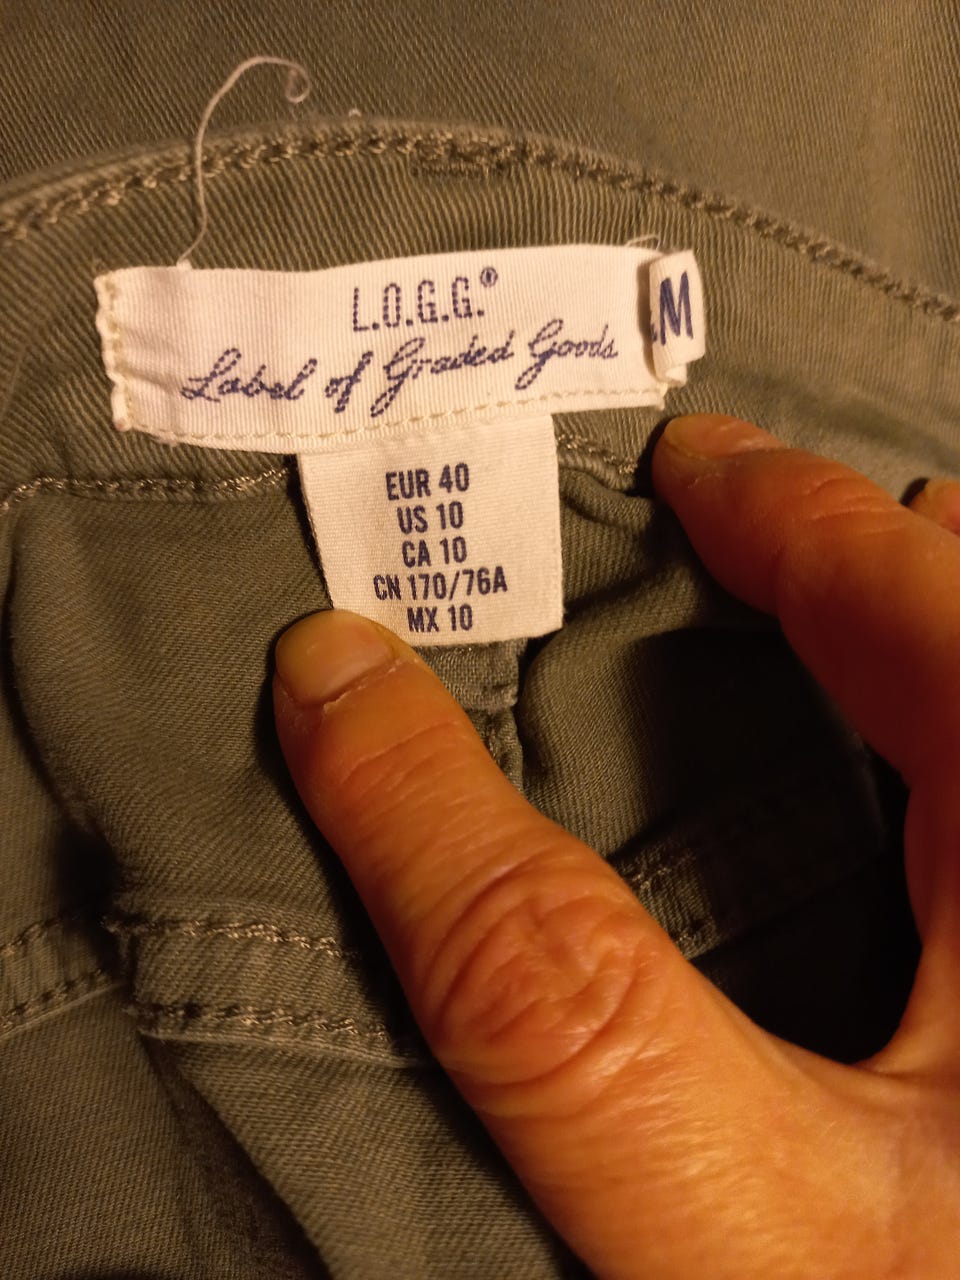 L.O.G.G.®
Label of Graded Goods
M
EUR 40
US 10
CA 10
CN 170/76A
MX 10